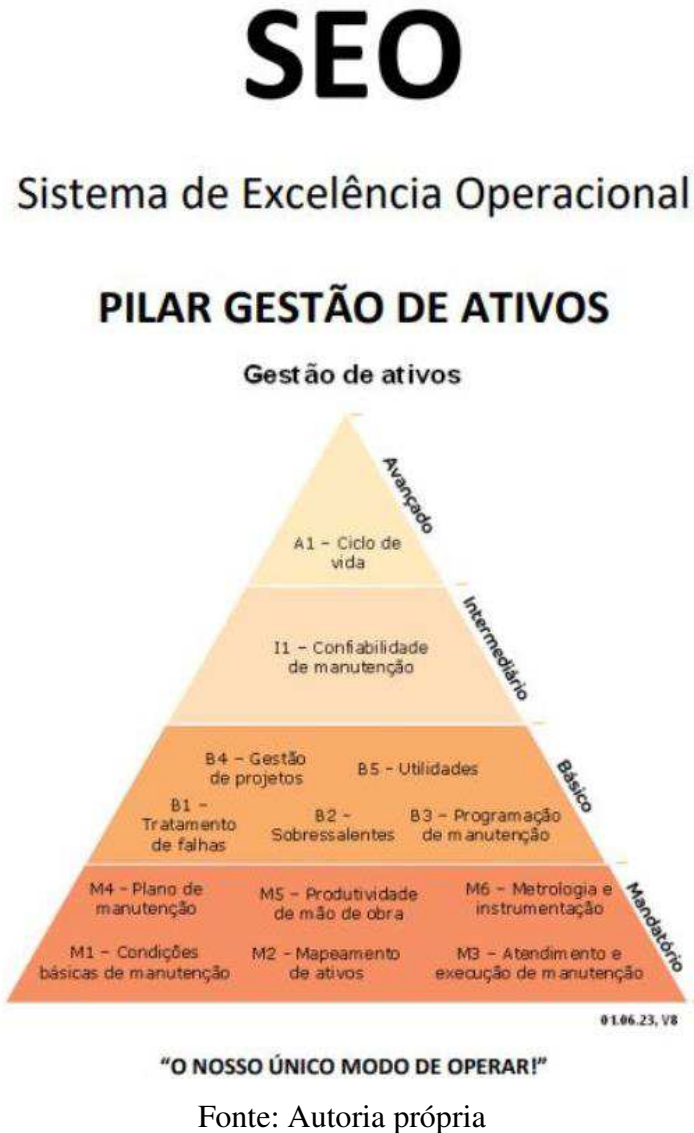 SEO
Sistema de Excelência Operacional
PILAR GESTÃO DE ATIVOS
Gestão de ativos
Avançado
A1 – Ciclo de
vida
Intermediário
I1 – Confiabilidade
de manutenção
Básico
B4 – Gestão
de projetos
B5 – Utilidades
B1 –
Tratamento
de falhas
B2 –
Sobressalentes
B3 – Programação
de manutenção
Mandatório
M4 – Plano de
manutenção
M5 – Produtividade
de mão de obra
M6 – Metrologia e
instrumentação
M1 – Condições
básicas de manutenção
M2 – Mapeamento
de ativos
M3 – Atendimento e
execução de manutenção
01.06.23, V8
“O NOSSO ÚNICO MODO DE OPERAR!”
Fonte: Autoria própria